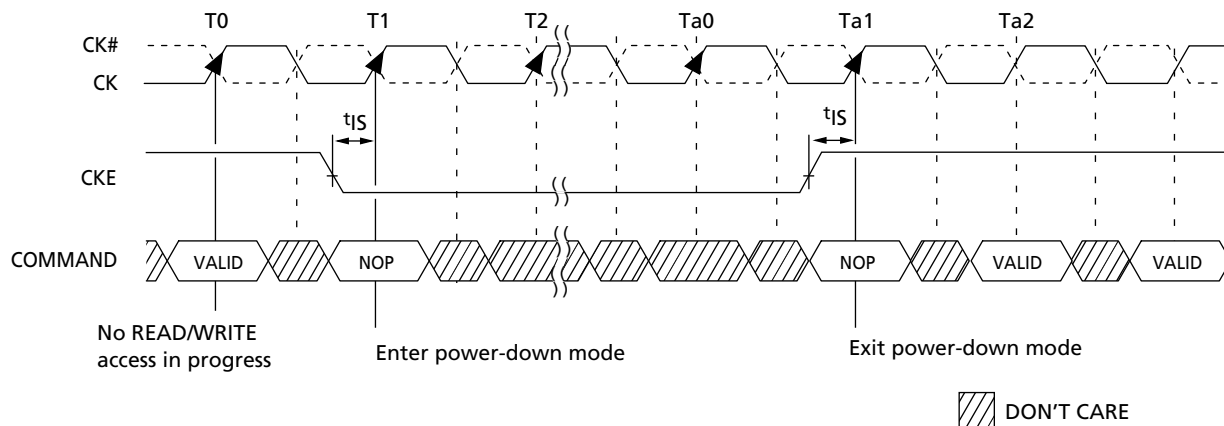 T0 T1 T2 Ta0 Ta1 Ta2
CK#
CK
tIS tIS
CKE
COMMAND VALID NOP NOP VALID VALID
No READ/WRITE
access in progress
Enter power-down mode
Exit power-down mode
DON'T CARE